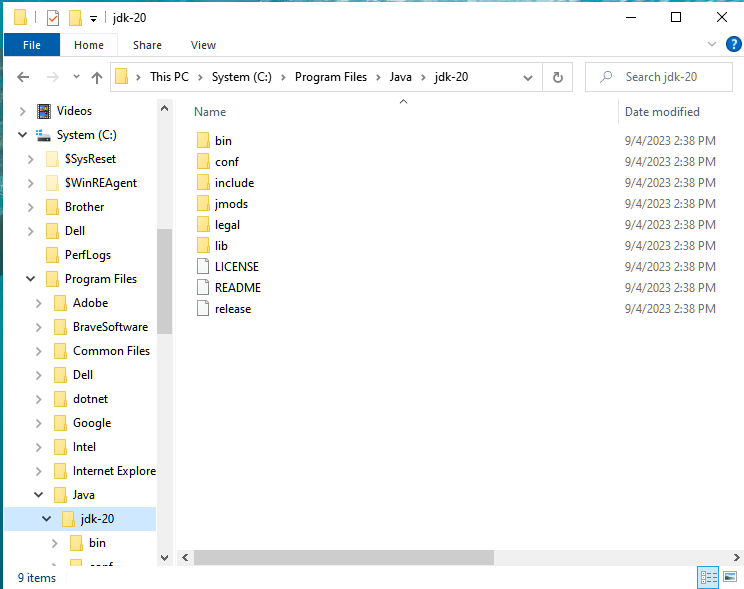 jdk-20
File Home Share View
This PC > System (C:) > Program Files > Java > jdk-20
Search jdk-20
Videos
System (C:)
$SysReset
$WinREAgent
Brother
Dell
PerfLogs
Program Files
Adobe
BraveSoftware
Common Files
Dell
dotnet
Google
Intel
Internet Explore
Java
jdk-20
bin
conf
Name Date modified
bin 9/4/2023 2:38 PM
conf 9/4/2023 2:38 PM
include 9/4/2023 2:38 PM
jmods 9/4/2023 2:38 PM
legal 9/4/2023 2:38 PM
lib 9/4/2023 2:38 PM
LICENSE 9/4/2023 2:38 PM
README 9/4/2023 2:38 PM
release 9/4/2023 2:38 PM
9 items